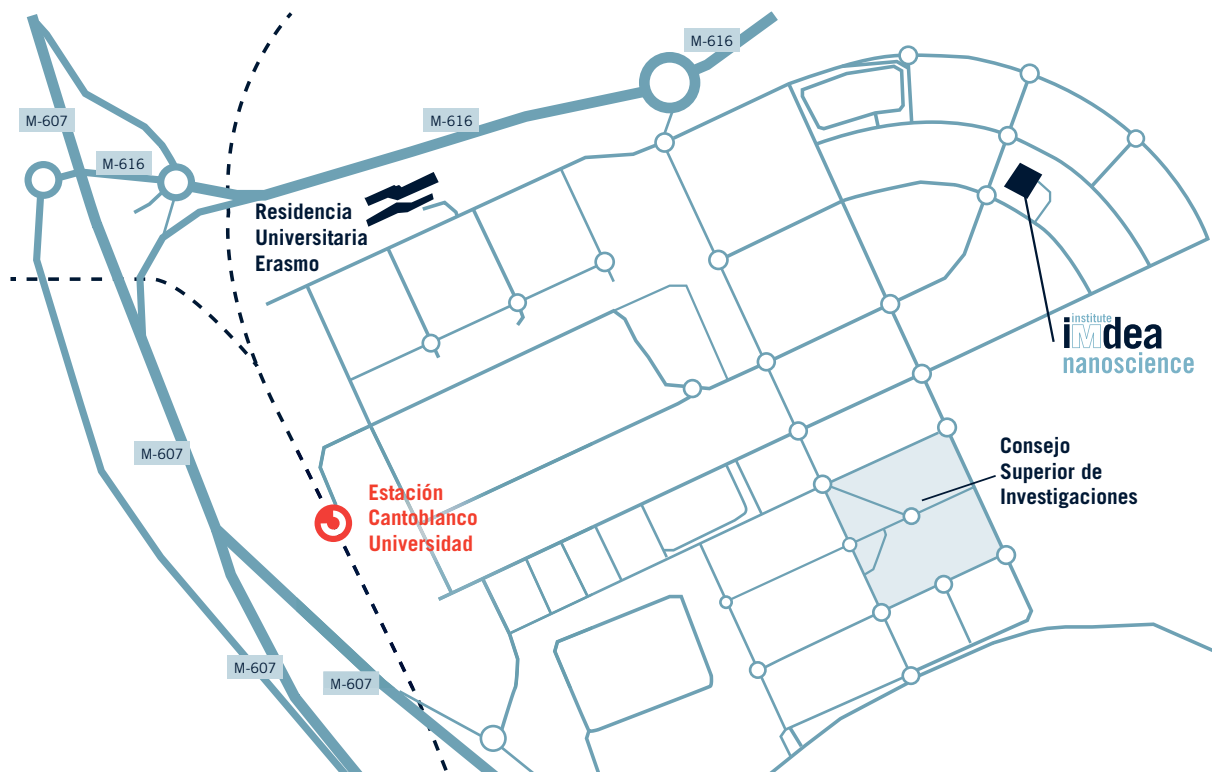 M-616
M-607
M-616
M-616
Residencia
Universitaria
Erasmo
institute
imdea
nanoscience
Consejo
Superior de
Investigaciones
M-607
Estación
Cantoblanco
Universidad
M-607
M-607